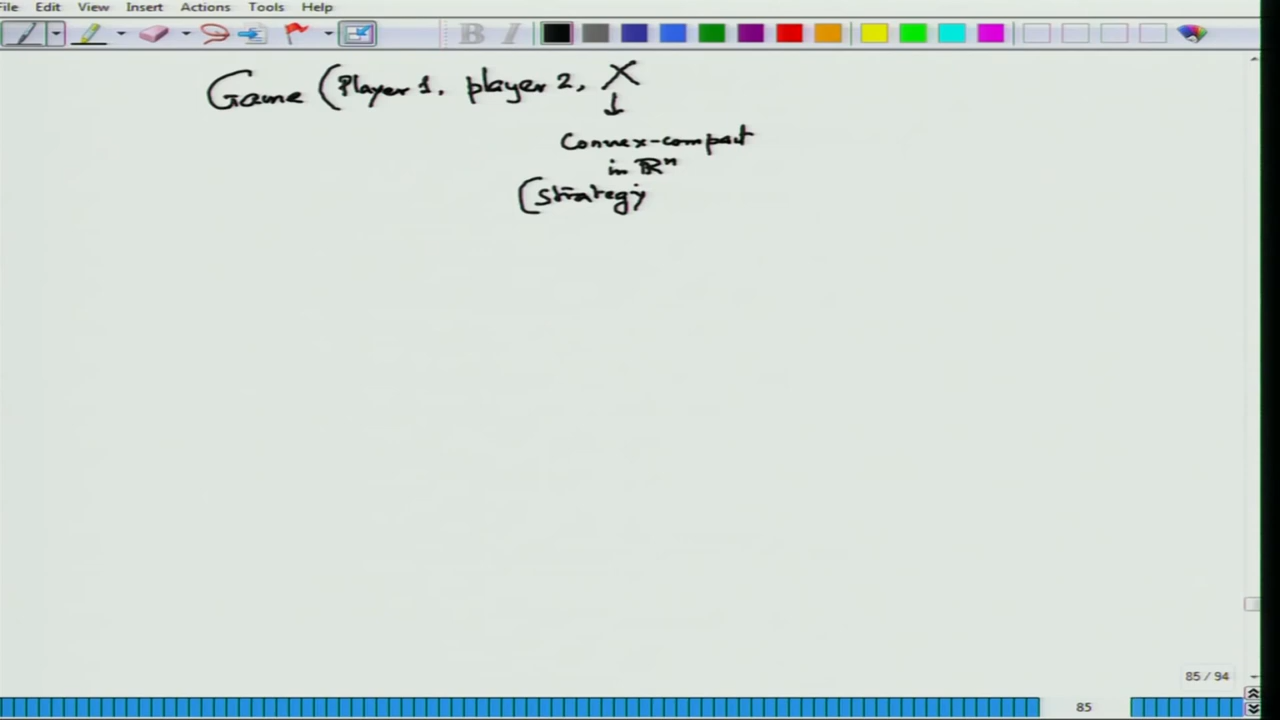 File Edit View Insert Actions Tools Help
B I
Game (Player 1, player 2, X
↓
Convex-compact
in ℝⁿ
(Strategy
85 / 94
85